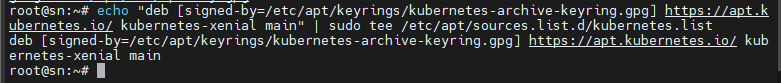 root@sn:~# echo "deb [signed-by=/etc/apt/keyrings/kubernetes-archive-keyring.gpg] https://apt.k
ubernetes.io/ kubernetes-xenial main" | sudo tee /etc/apt/sources.list.d/kubernetes.list
deb [signed-by=/etc/apt/keyrings/kubernetes-archive-keyring.gpg] https://apt.kubernetes.io/ kub
ernetes-xenial main
root@sn:~#